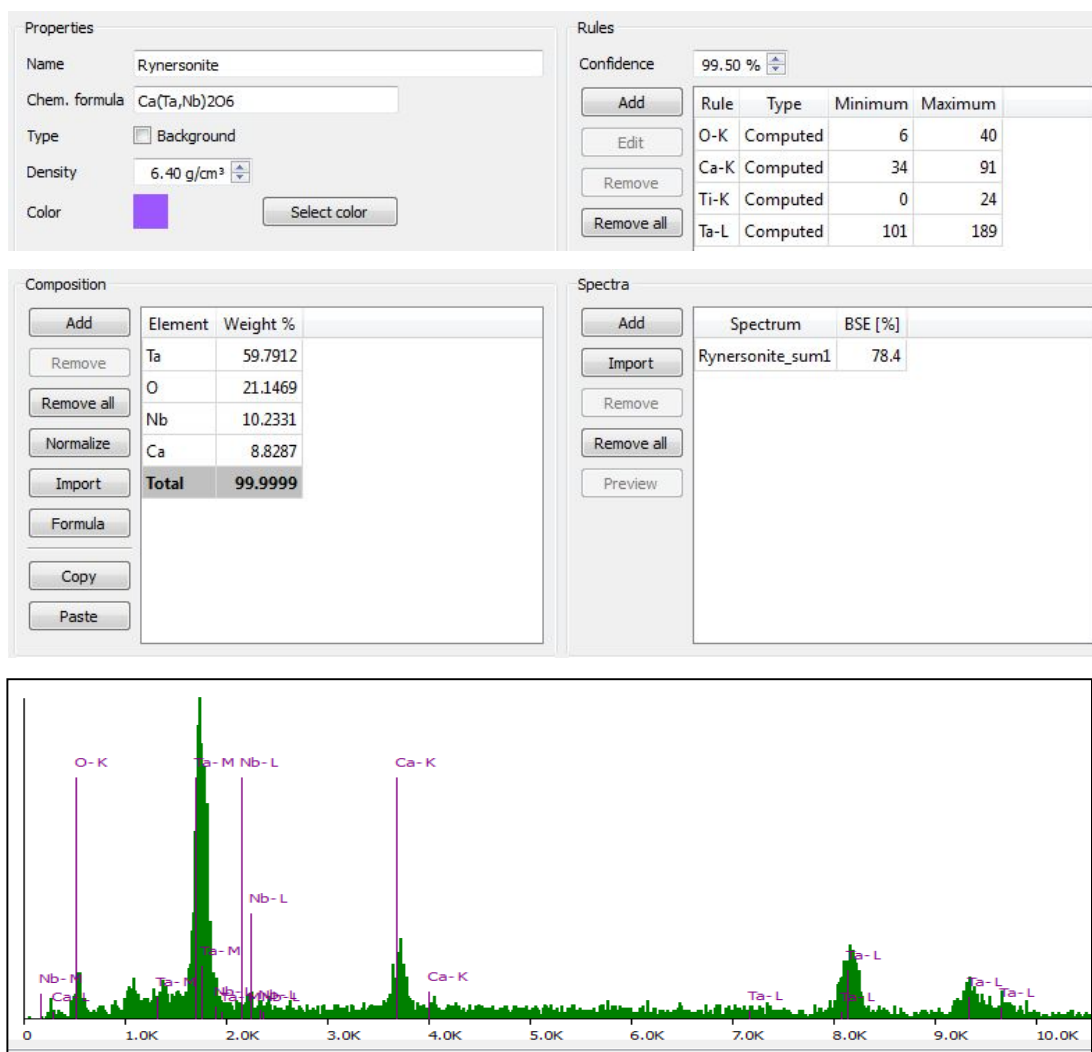 Properties
Name Rynersonite
Chem. formula Ca(Ta,Nb)2O6
Type Background
Density 6.40 g/cm³
Color Select color
Rules
Confidence 99.50 %
Add
Edit
Remove
Remove all
Rule Type Minimum Maximum
O-K Computed 6 40
Ca-K Computed 34 91
Ti-K Computed 0 24
Ta-L Computed 101 189
Composition
Add
Remove
Remove all
Normalize
Import
Formula
Copy
Paste
Element Weight %
Ta 59.7912
O 21.1469
Nb 10.2331
Ca 8.8287
Total 99.9999
Spectra
Add
Import
Remove
Remove all
Preview
Spectrum BSE [%]
Rynersonite_sum1 78.4
O-K Ta-M Nb-L Ca-K
Nb-L
Ta-M Ta-L
Nb-M Ta-M Ca-K Ta-L
Ca-L Nb-L Ta-L Ta-L Ta-L
0 1.0K 2.0K 3.0K 4.0K 5.0K 6.0K 7.0K 8.0K 9.0K 10.0K